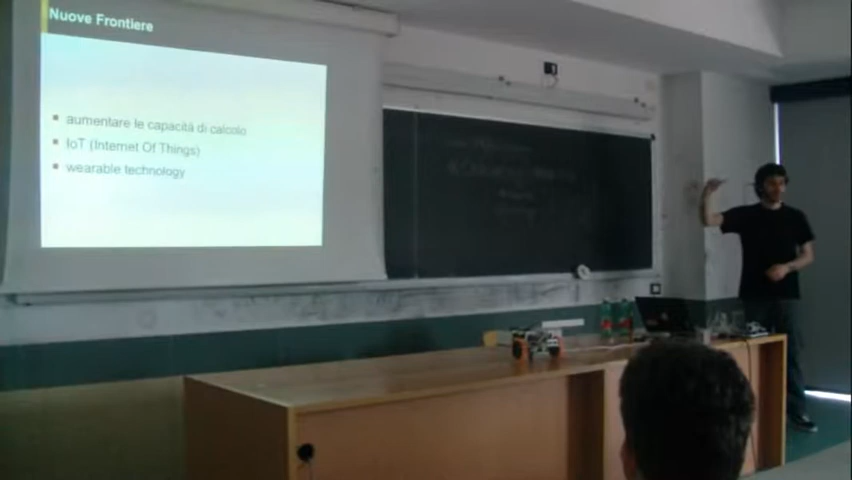 Nuove Frontiere
aumentare le capacità di calcolo
IoT (Internet Of Things)
wearable technology